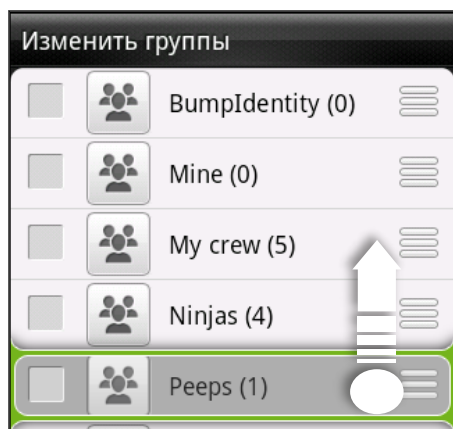 Изменить группы
BumpIdentity (0)
Mine (0)
My crew (5)
Ninjas (4)
Peeps (1)